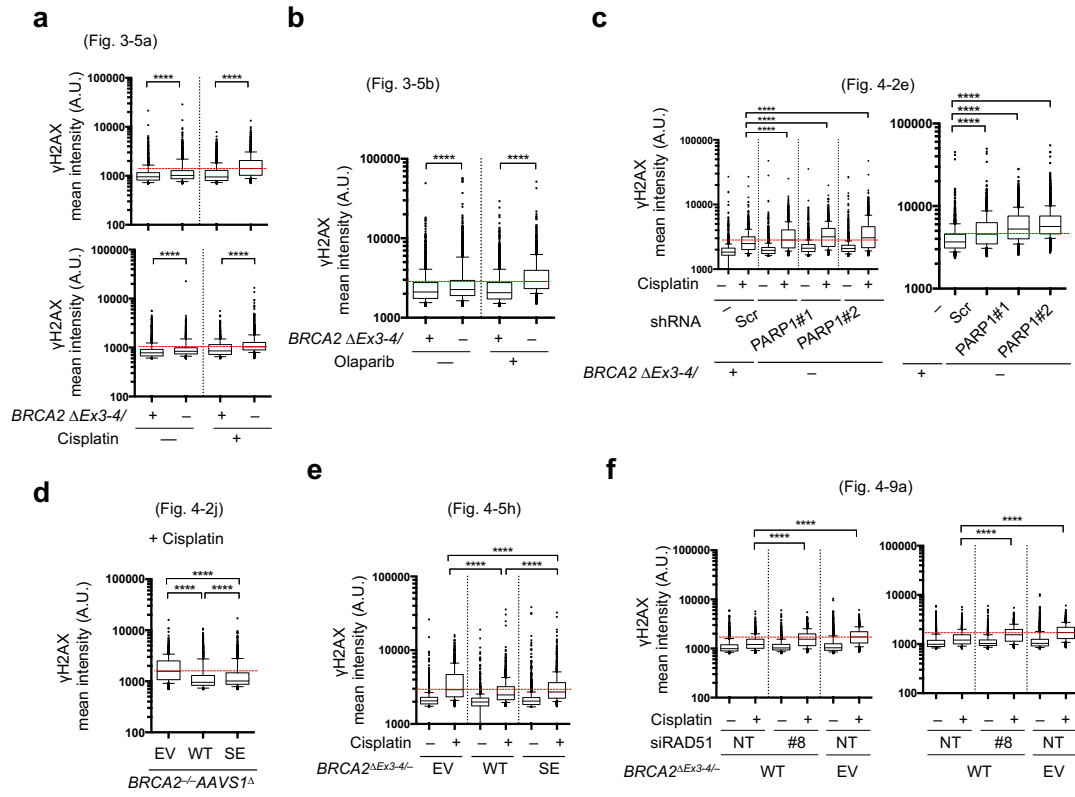 a
(Fig. 3-5a)
γH2AX
mean intensity (A.U.)
100000
10000
1000
100
****
****
γH2AX
mean intensity (A.U.)
100000
10000
1000
100
****
****
BRCA2 ΔEx3-4/
+ – + –
Cisplatin
— +
b
(Fig. 3-5b)
γH2AX
mean intensity (A.U.)
100000
10000
1000
****
****
BRCA2 ΔEx3-4/
+ – + –
Olaparib
— +
c
(Fig. 4-2e)
γH2AX
mean intensity (A.U.)
100000
10000
1000
****
****
****
Cisplatin
– + – + – + – +
shRNA
– Scr PARP1#1 PARP1#2
BRCA2 ΔEx3-4/
+ –
100000
10000
1000
****
****
****
– Scr PARP1#1 PARP1#2
+ –
d
(Fig. 4-2j)
+ Cisplatin
γH2AX
mean intensity (A.U.)
100000
10000
1000
100
****
**** ****
EV WT SE
BRCA2–/–AAVS1Δ
e
(Fig. 4-5h)
γH2AX
mean intensity (A.U.)
100000
10000
1000
****
**** ****
Cisplatin
– + – + – +
BRCA2ΔEx3-4/–
EV WT SE
f
(Fig. 4-9a)
γH2AX
mean intensity (A.U.)
100000
10000
1000
100
****
****
Cisplatin
– + – + – +
siRAD51
NT #8 NT
BRCA2ΔEx3-4/–
WT EV
100000
10000
1000
100
****
****
– + – + – +
NT #8 NT
WT EV